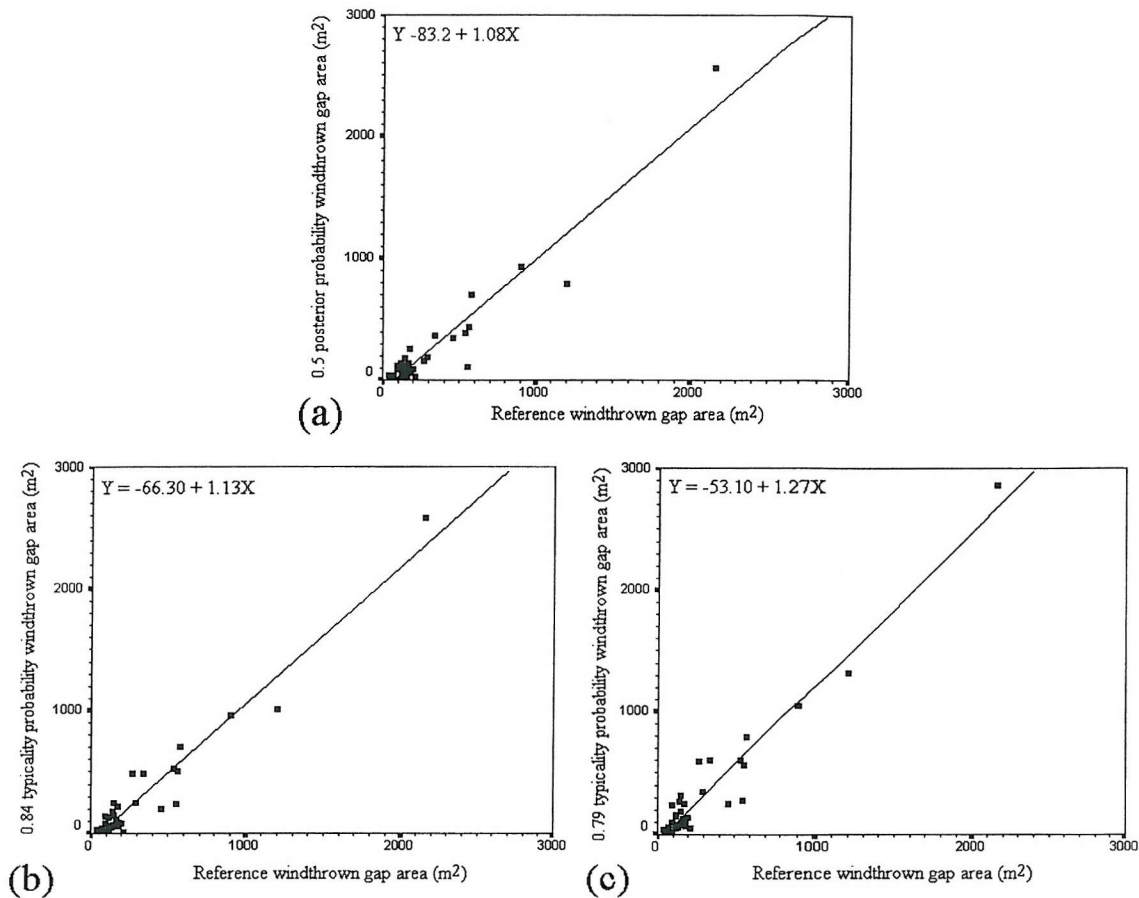 3000
Y -83.2 + 1.08X
2000
1000
0
0.5 posterior probability windthrown gap area (m2)
0
1000
2000
3000
Reference windthrown gap area (m2)
(a)
3000
Y = -66.30 + 1.13X
2000
1000
0
0.84 typicality probability windthrown gap area (m2)
0
1000
2000
3000
Reference windthrown gap area (m2)
(b)
3000
Y = -53.10 + 1.27X
2000
1000
0
0.79 typicality probability windthrown gap area (m2)
0
1000
2000
3000
Reference windthrown gap area (m2)
(c)